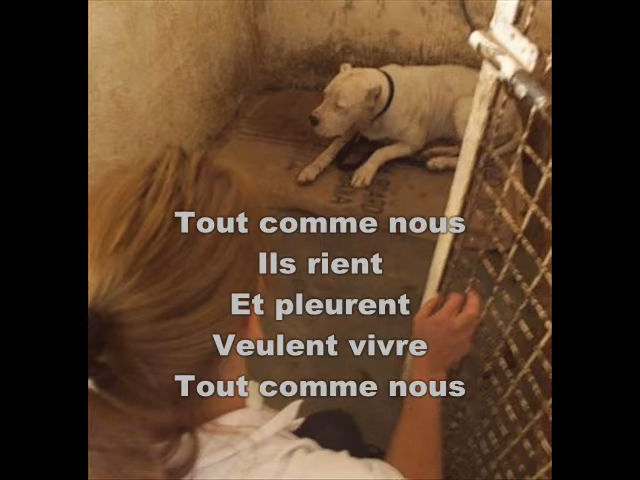 Tout comme nous
Ils rient
Et pleurent
Veulent vivre
Tout comme nous